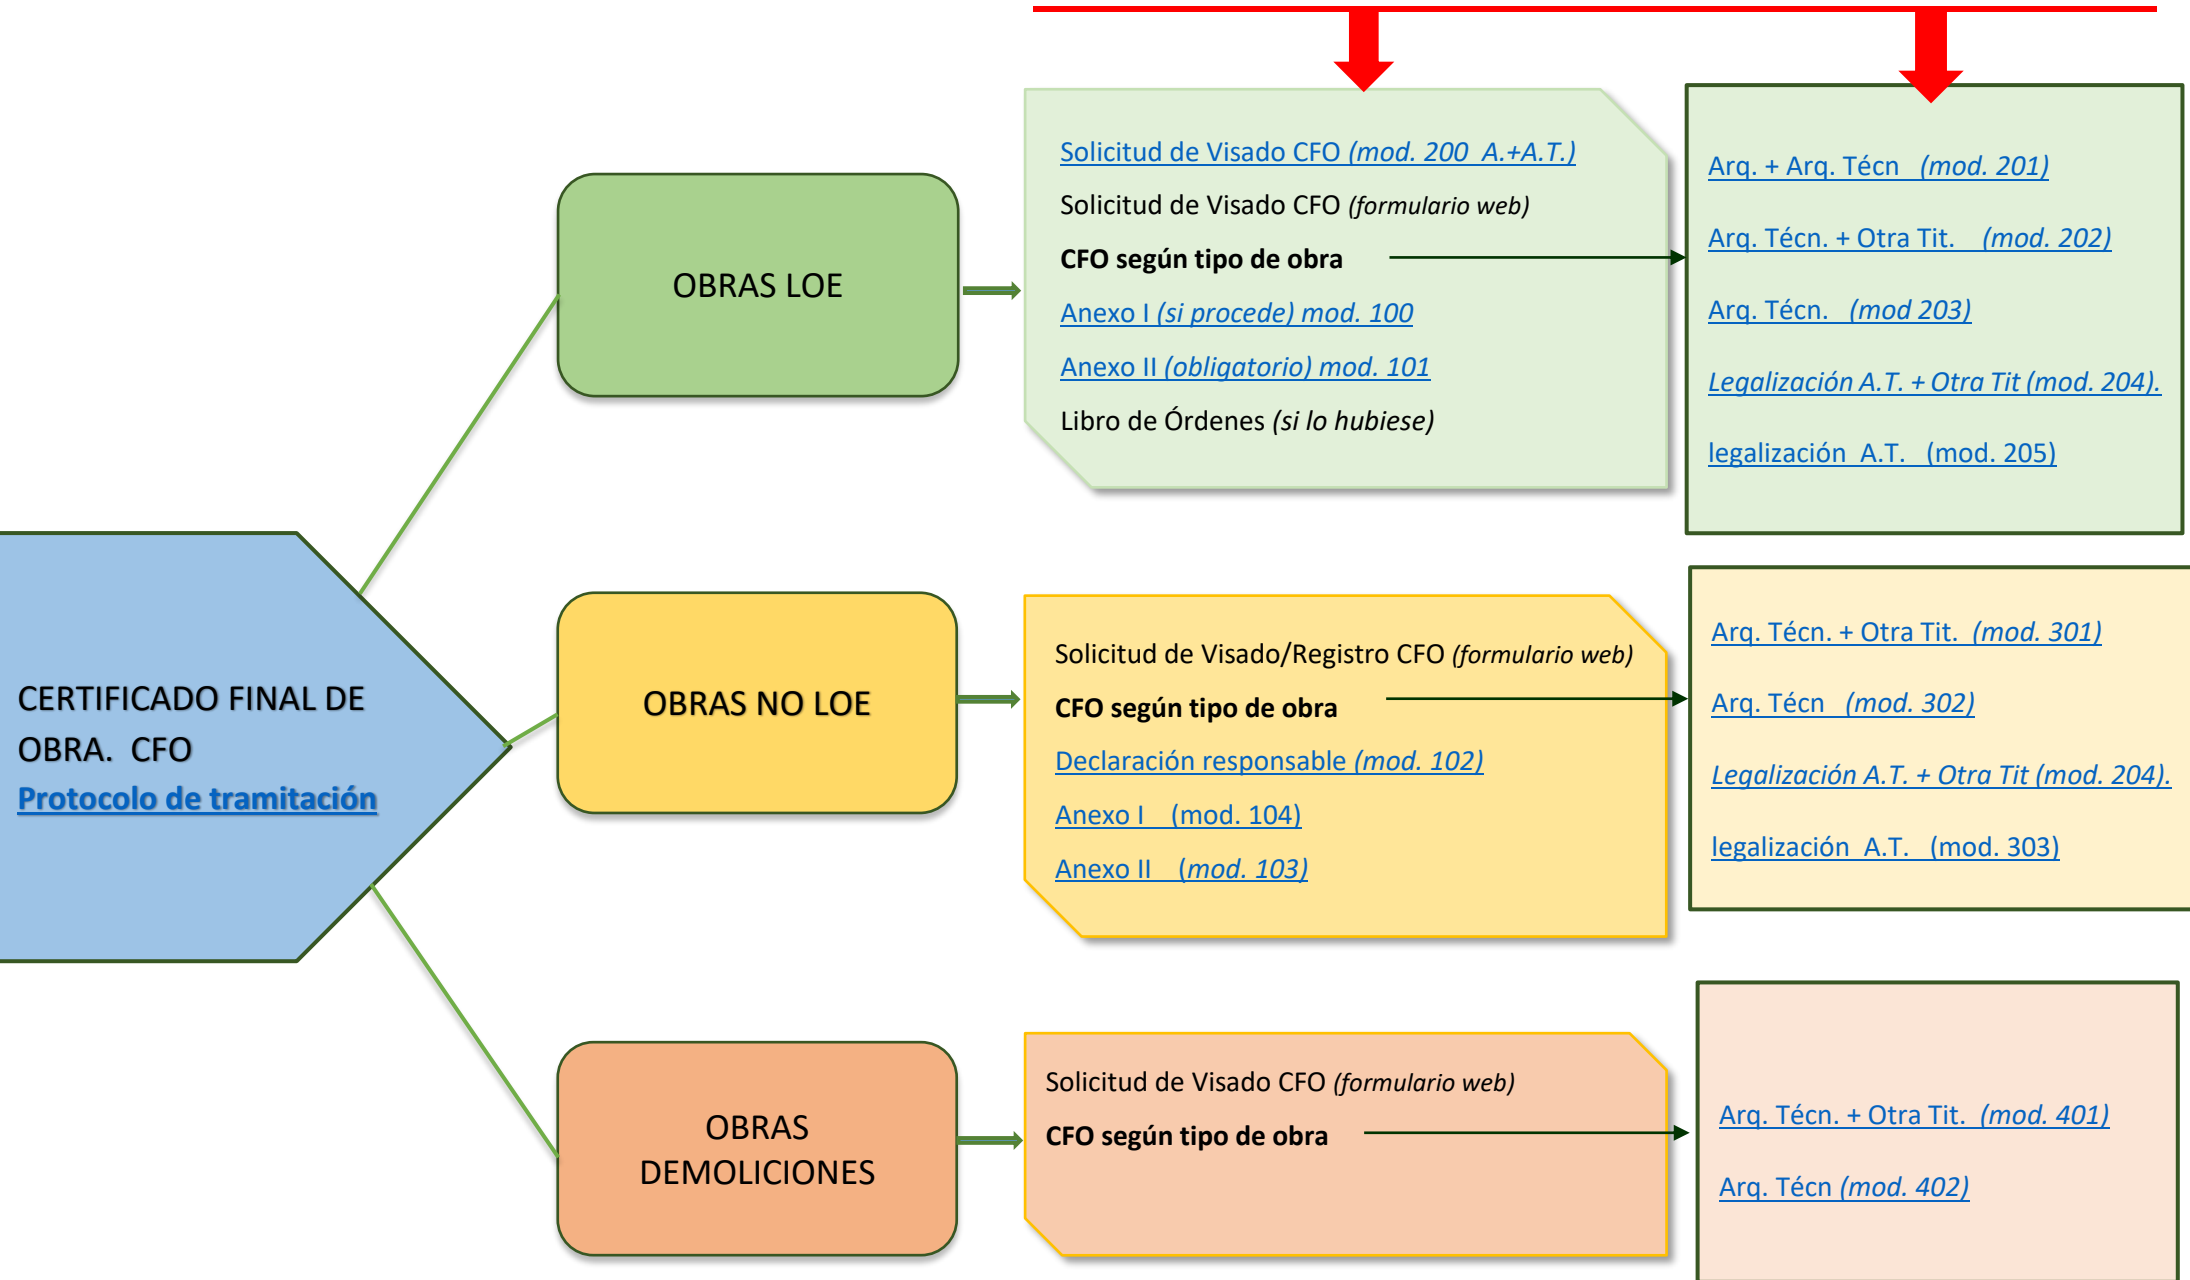 CERTIFICADO FINAL DE
OBRA. CFO
Protocolo de tramitación
OBRAS LOE
Solicitud de Visado CFO (mod. 200 A.+A.T.)
Solicitud de Visado CFO (formulario web)
CFO según tipo de obra
Anexo I (si procede) mod. 100
Anexo II (obligatorio) mod. 101
Libro de Órdenes (si lo hubiese)
Arq. + Arq. Técn (mod. 201)
Arq. Técn. + Otra Tit. (mod. 202)
Arq. Técn. (mod 203)
Legalización A.T. + Otra Tit (mod. 204).
legalización A.T. (mod. 205)
OBRAS NO LOE
Solicitud de Visado/Registro CFO (formulario web)
CFO según tipo de obra
Declaración responsable (mod. 102)
Anexo I (mod. 104)
Anexo II (mod. 103)
Arq. Técn. + Otra Tit. (mod. 301)
Arq. Técn (mod. 302)
Legalización A.T. + Otra Tit (mod. 204).
legalización A.T. (mod. 303)
OBRAS
DEMOLICIONES
Solicitud de Visado CFO (formulario web)
CFO según tipo de obra
Arq. Técn. + Otra Tit. (mod. 401)
Arq. Técn (mod. 402)